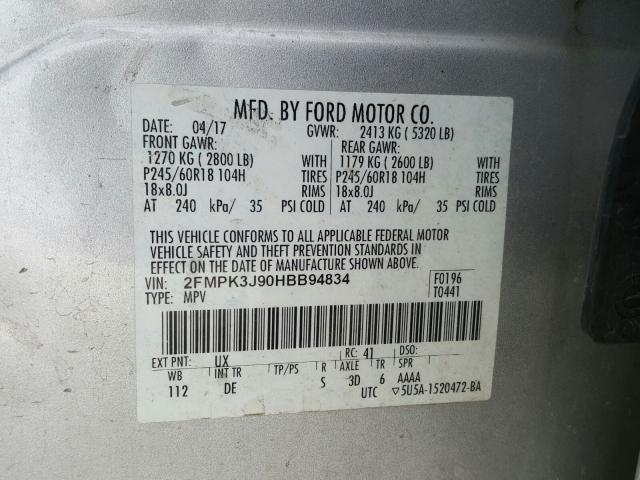 MFD. BY FORD MOTOR CO.
DATE: 04/17 GVWR: 2413 KG ( 5320 LB)
FRONT GAWR: REAR GAWR:
1270 KG ( 2800 LB) WITH 1179 KG ( 2600 LB) WITH
P245/60R18 104H TIRES P245/60R18 104H TIRES
18x8.0J RIMS 18x8.0J RIMS
AT 240 kPa/ 35 PSI COLD AT 240 kPa/ 35 PSI COLD
THIS VEHICLE CONFORMS TO ALL APPLICABLE FEDERAL MOTOR
VEHICLE SAFETY AND THEFT PREVENTION STANDARDS IN
EFFECT ON THE DATE OF MANUFACTURE SHOWN ABOVE.
VIN: 2FMPK3J90HBB94834 F0196
TYPE: MPV T0441
EXT PNT: UX RC: 41 DSO:
WB INT TR TP/PS R AXLE TR SPR
112 DE S 3D 6 AAAA
UTC ▽5U5A-1520472-BA